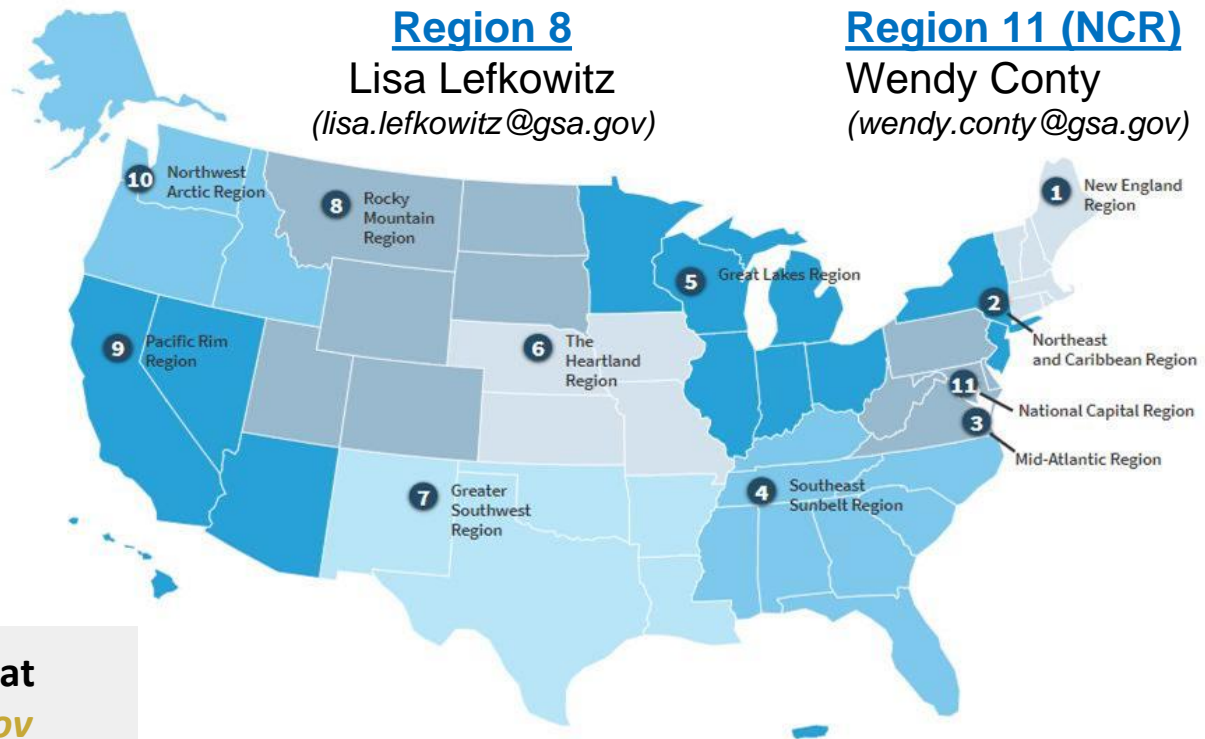 Region 8
Lisa Lefkowitz
(lisa.lefkowitz@gsa.gov)
Region 11 (NCR)
Wendy Conty
(wendy.conty@gsa.gov)
10
Northwest
Arctic Region
8
Rocky
Mountain
Region
1
New England
Region
5
Great Lakes Region
2
Northeast
and Caribbean Region
9
Pacific Rim
Region
6
The
Heartland
Region
11
National Capital Region
3
Mid-Atlantic Region
7
Greater
Southwest
Region
4
Southeast
Sunbelt Region
at
ov